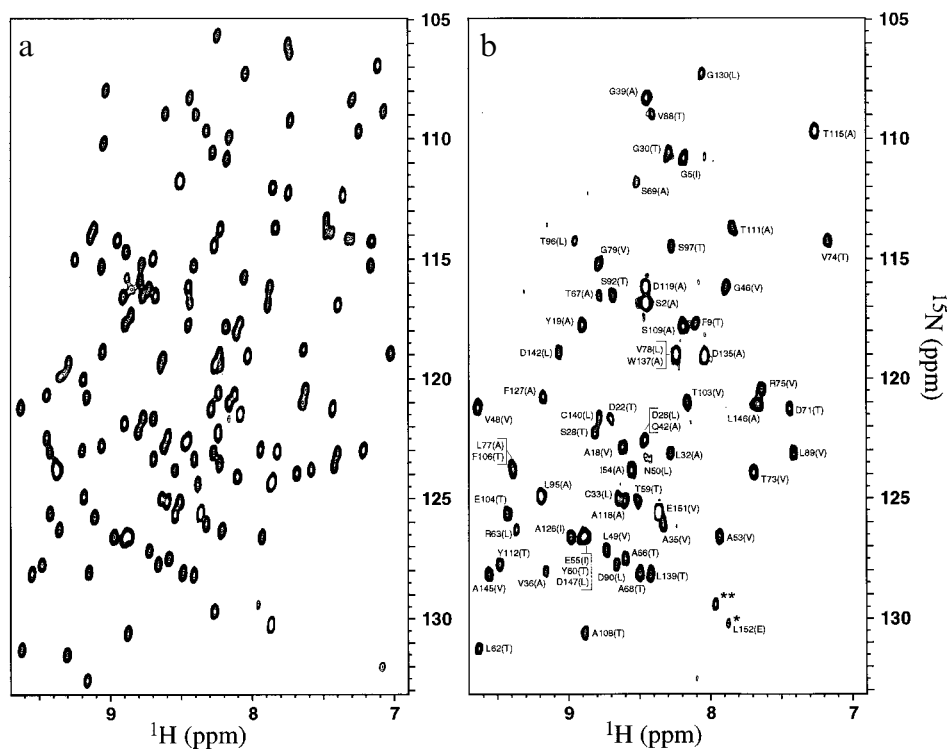 a
b
105
110
115
120
125
130
9
8
7
¹H (ppm)
105
110
115
120
125
130
9
8
7
¹H (ppm)
¹⁵N (ppm)
G130(L)
G39(A)
V88(T)
T115(A)
G30(T)
G5(I)
S69(A)
T111(A)
T96(L)
S97(T)
V74(T)
G79(V)
S92(T)
D119(A)
G46(V)
T67(A)
S2(A)
Y19(A)
S109(A)
F9(T)
D142(L)
V78(L)
W137(A)
D135(A)
F127(A)
T103(V)
R75(V)
V48(V)
C140(L)
D22(T)
D26(L)
Q42(A)
L146(A)
D71(T)
S28(T)
L77(A)
F106(T)
A18(V)
L32(A)
L89(V)
I54(A)
N50(L)
T73(V)
L95(A)
C33(L)
T59(T)
E104(T)
A118(A)
E151(V)
R63(L)
A126(I)
L49(V)
A35(V)
A53(V)
Y112(T)
E55(I)
Y60(T)
D147(L)
A66(T)
V36(A)
D90(L)
A145(V)
A68(T)
L139(T)
**
*
L152(E)
L62(T)
A108(T)